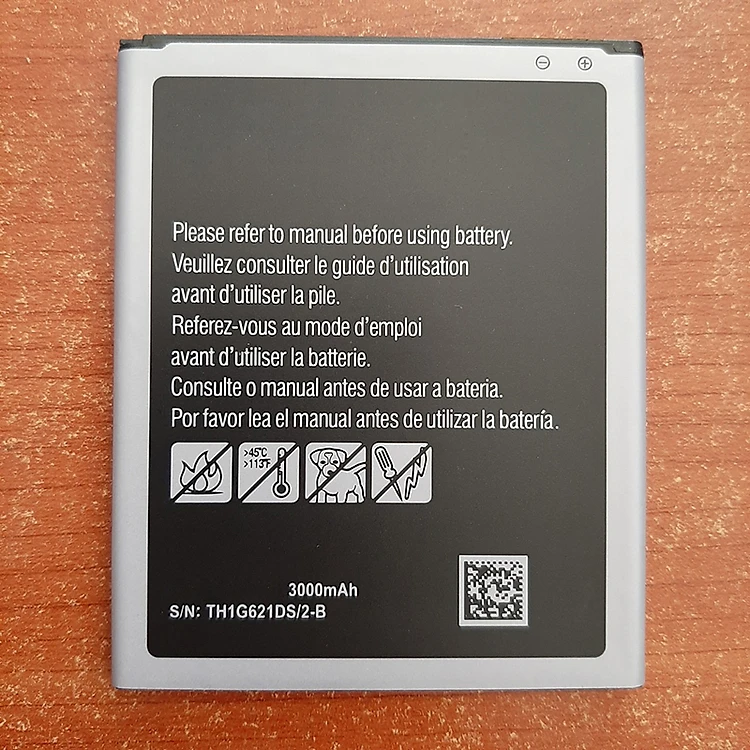 ⊖ ⊕
Please refer to manual before using battery.
Veuillez consulter le guide d'utilisation
avant d'utiliser la pile.
Referez-vous au mode d'emploi
avant d'utiliser la batterie.
Consulte o manual antes de usar a bateria.
Por favor lea el manual antes de utilizar la batería.
>45°C
>113°F
3000mAh
S/N: TH1G621DS/2-B